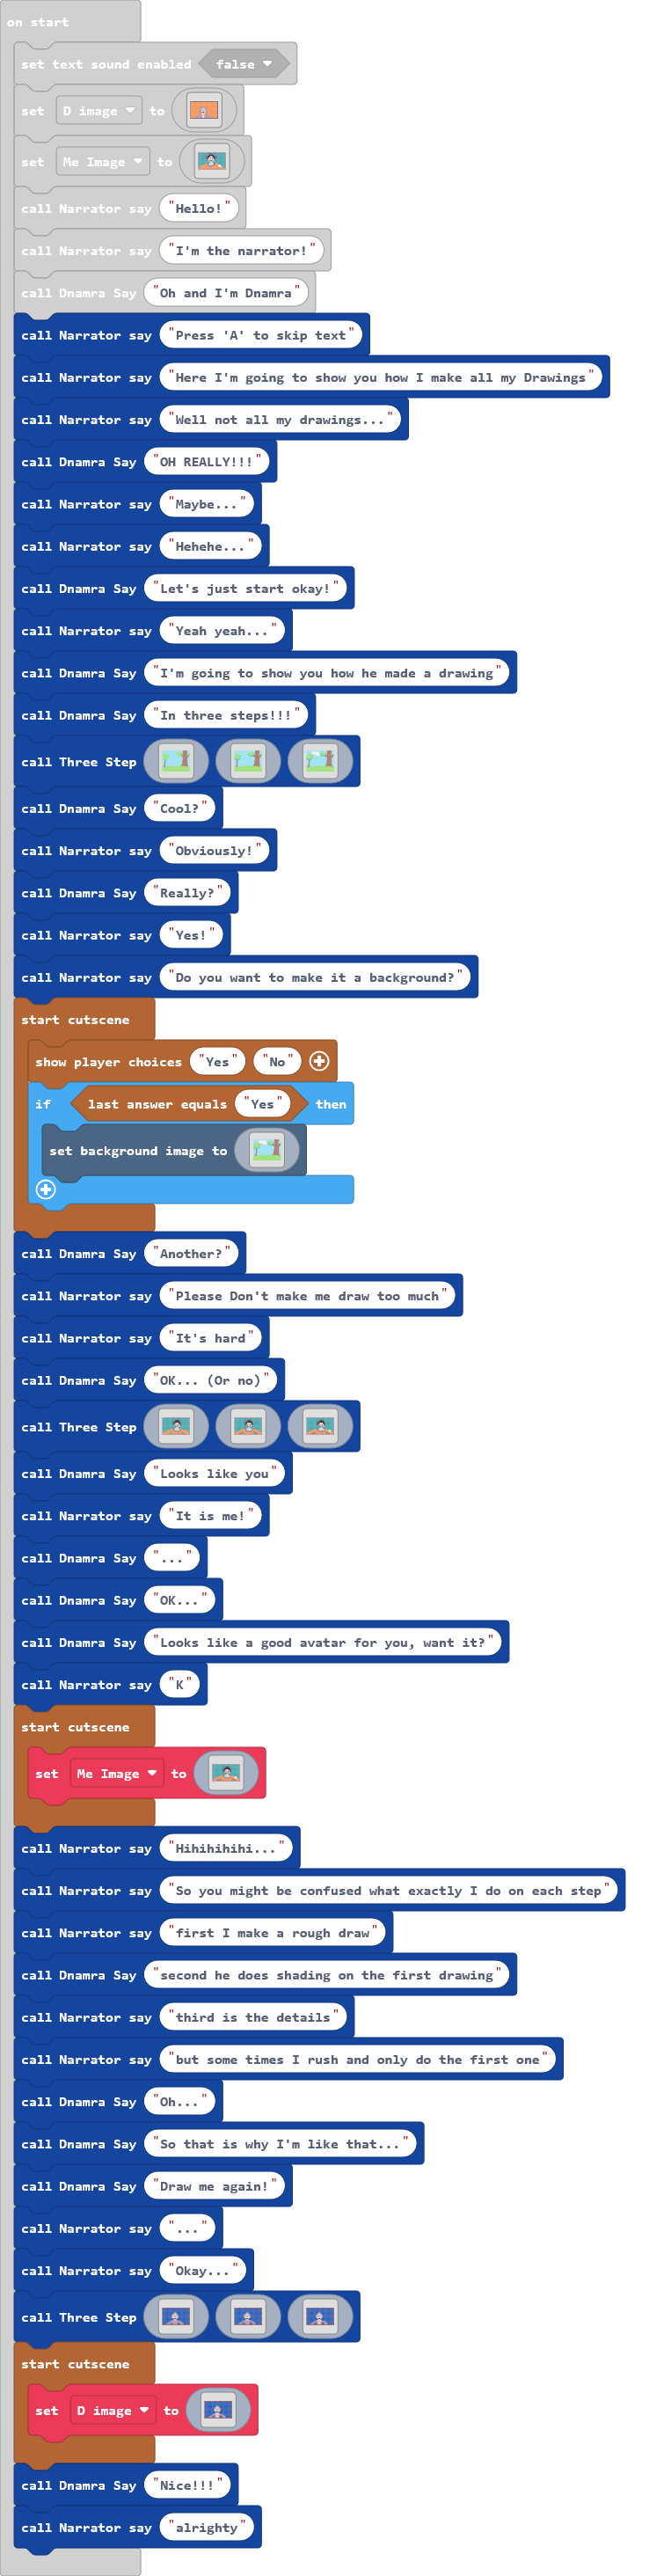 on start
set text sound enabled false
set D image to
set Me Image to
call Narrator say "Hello!"
call Narrator say "I'm the narrator!"
call Dnamra Say "Oh and I'm Dnamra"
call Narrator say "Press 'A' to skip text"
call Narrator say "Here I'm going to show you how I make all my Drawings"
call Narrator say "Well not all my drawings..."
call Dnamra Say "OH REALLY!!!"
call Narrator say "Maybe..."
call Narrator say "Hehehe..."
call Dnamra Say "Let's just start okay!"
call Narrator say "Yeah yeah..."
call Dnamra Say "I'm going to show you how he made a drawing"
call Dnamra Say "In three steps!!!"
call Three Step
call Dnamra Say "Cool?"
call Narrator say "Obviously!"
call Dnamra Say "Really?"
call Narrator say "Yes!"
call Narrator say "Do you want to make it a background?"
start cutscene
show player choices "Yes" "No"
if last answer equals "Yes" then
set background image to
call Dnamra Say "Another?"
call Narrator say "Please Don't make me draw too much"
call Narrator say "It's hard"
call Dnamra Say "OK... (Or no)"
call Three Step
call Dnamra Say "Looks like you"
call Narrator say "It is me!"
call Dnamra Say "..."
call Dnamra Say "OK..."
call Dnamra Say "Looks like a good avatar for you, want it?"
call Narrator say "K"
start cutscene
set Me Image to
call Narrator say "Hihihihihi..."
call Narrator say "So you might be confused what exactly I do on each step"
call Narrator say "first I make a rough draw"
call Dnamra Say "second he does shading on the first drawing"
call Narrator say "third is the details"
call Narrator say "but some times I rush and only do the first one"
call Dnamra Say "Oh..."
call Dnamra Say "So that is why I'm like that..."
call Dnamra Say "Draw me again!"
call Narrator say "..."
call Narrator say "Okay..."
call Three Step
start cutscene
set D image to
call Dnamra Say "Nice!!!"
call Narrator say "alrighty"